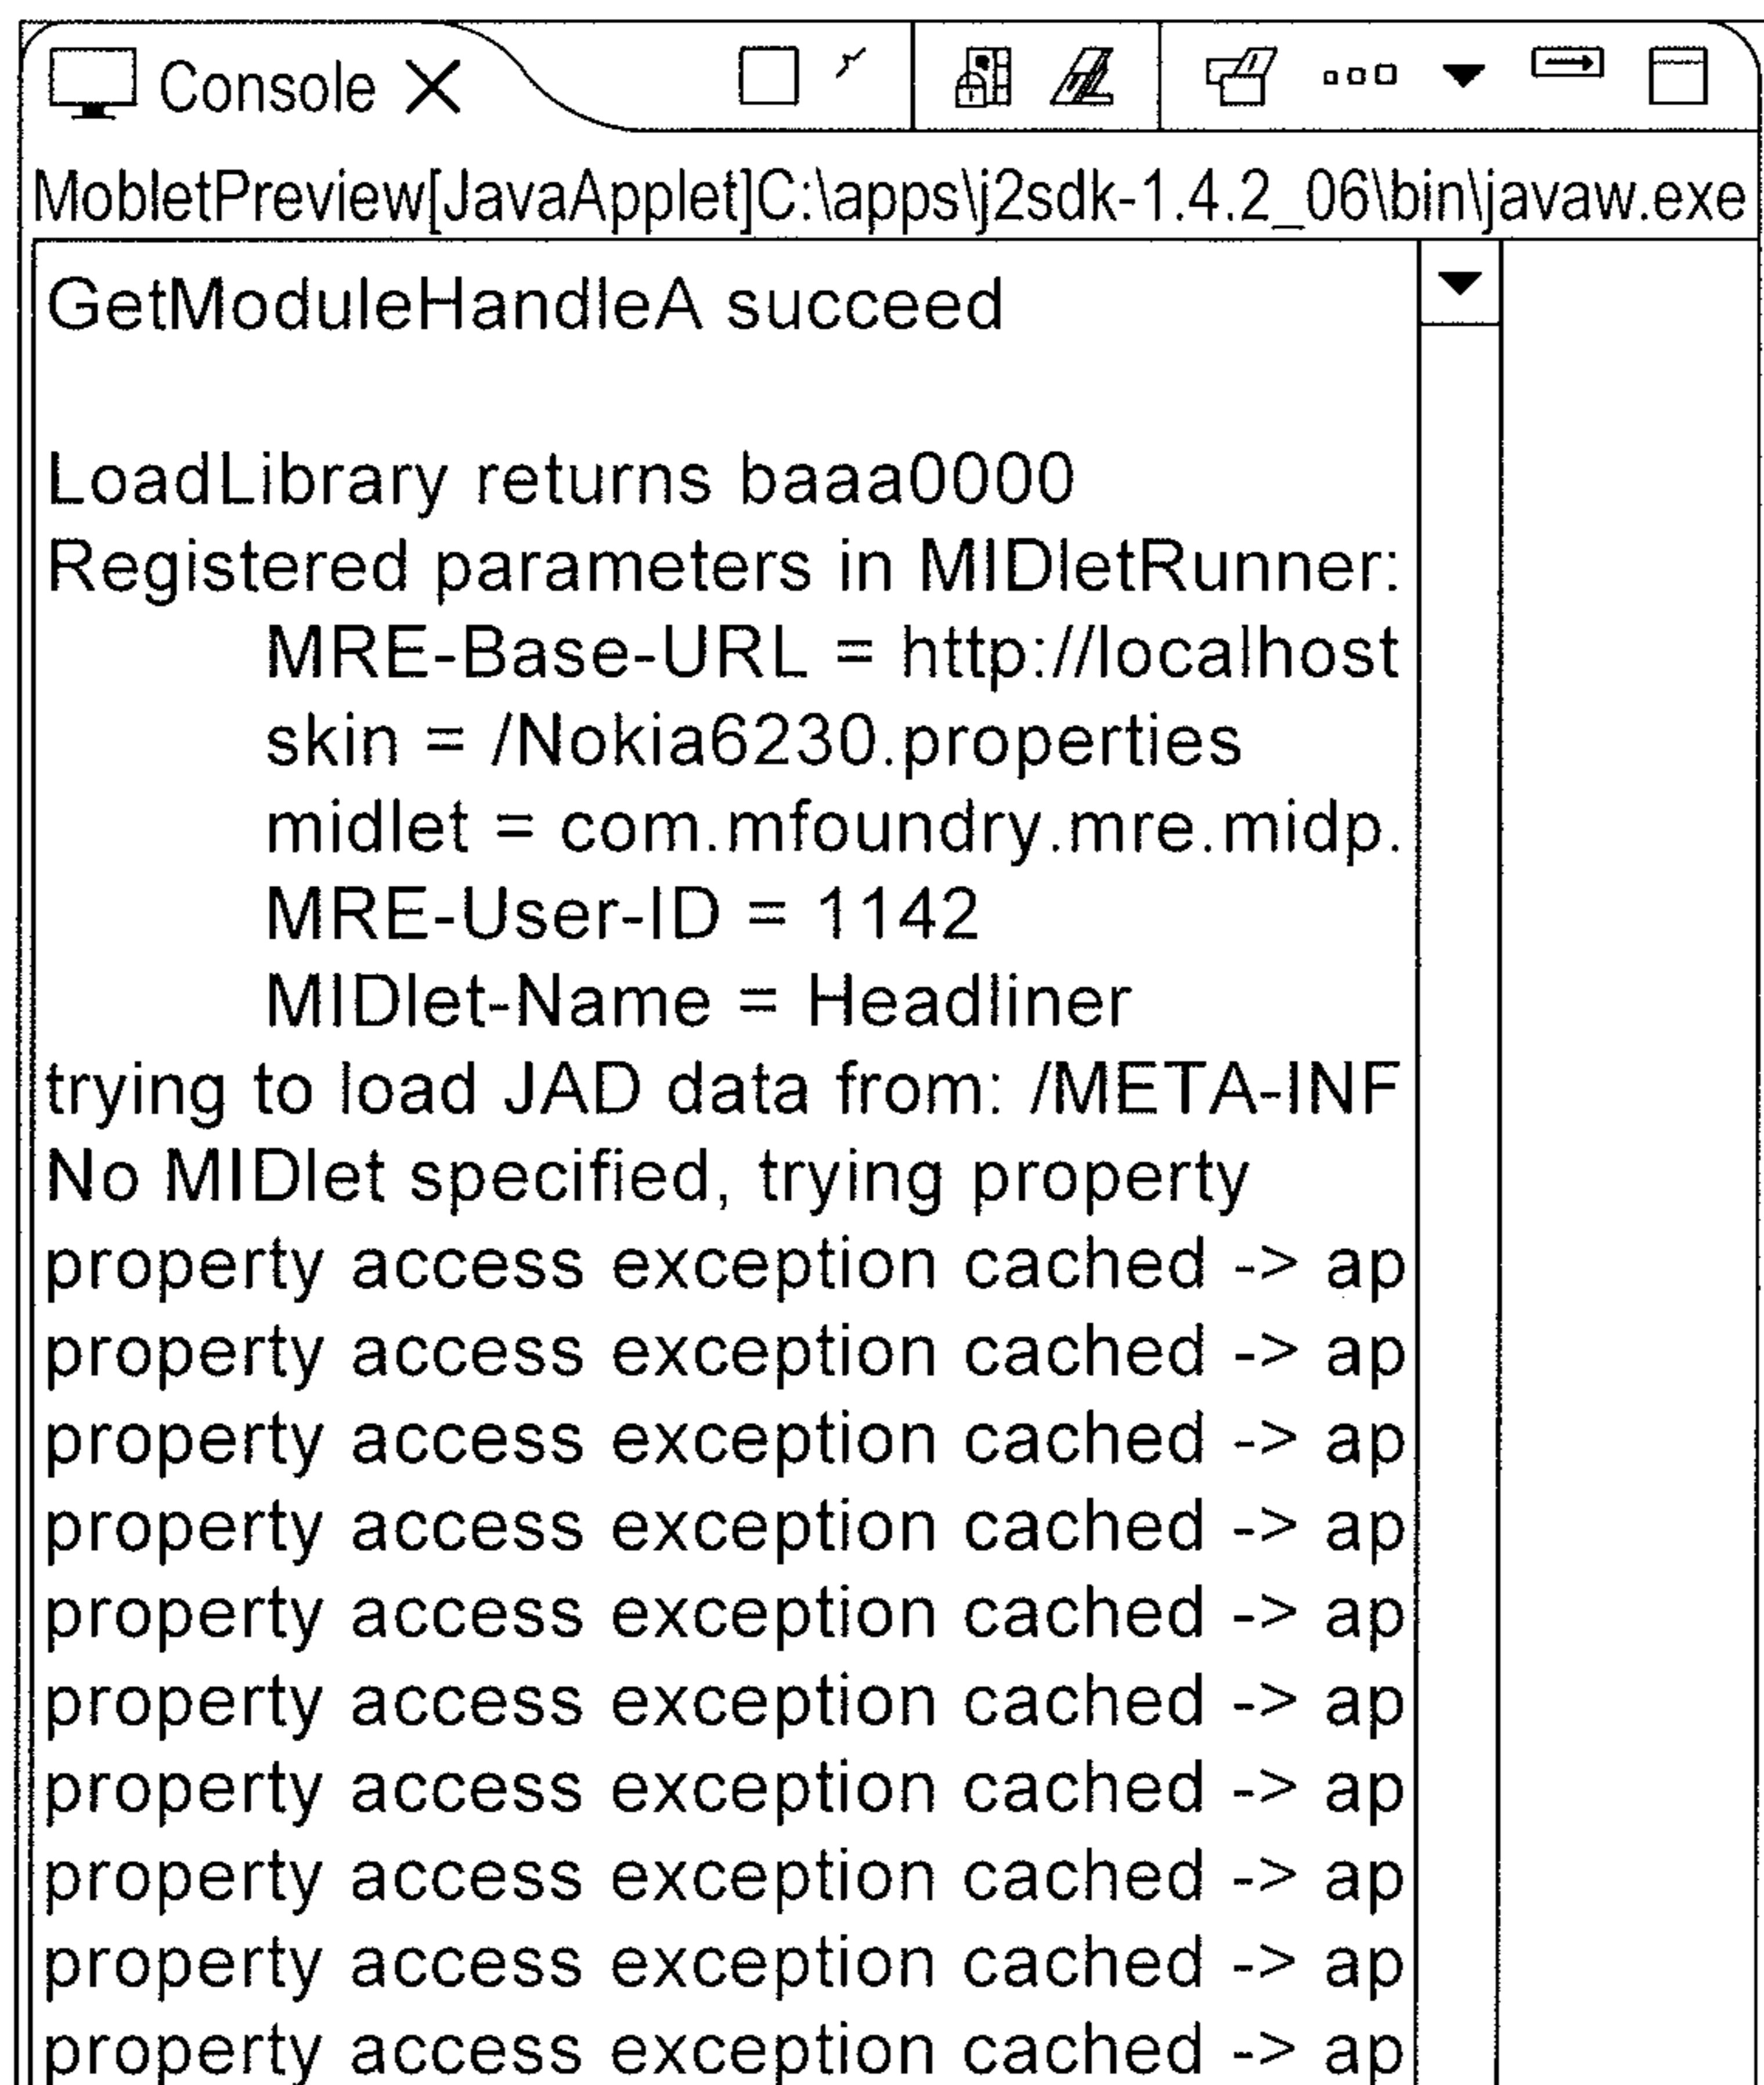 Console
MobletPreview[JavaApplet]C:\apps\j2sdk-1.4.2_06\bin\javaw.exe
GetModuleHandleA succeed
LoadLibrary returns baaa0000
Registered parameters in MIDletRunner:
MRE-Base-URL = http://localhost
skin = /Nokia6230.properties
midlet = com.mfoundry.mre.midp.
MRE-User-ID = 1142
MIDlet-Name = Headliner
trying to load JAD data from: /META-INF
No MIDlet specified, trying property
property access exception cached -> ap
property access exception cached -> ap
property access exception cached -> ap
property access exception cached -> ap
property access exception cached -> ap
property access exception cached -> ap
property access exception cached -> ap
property access exception cached -> ap
property access exception cached -> ap
property access exception cached -> ap